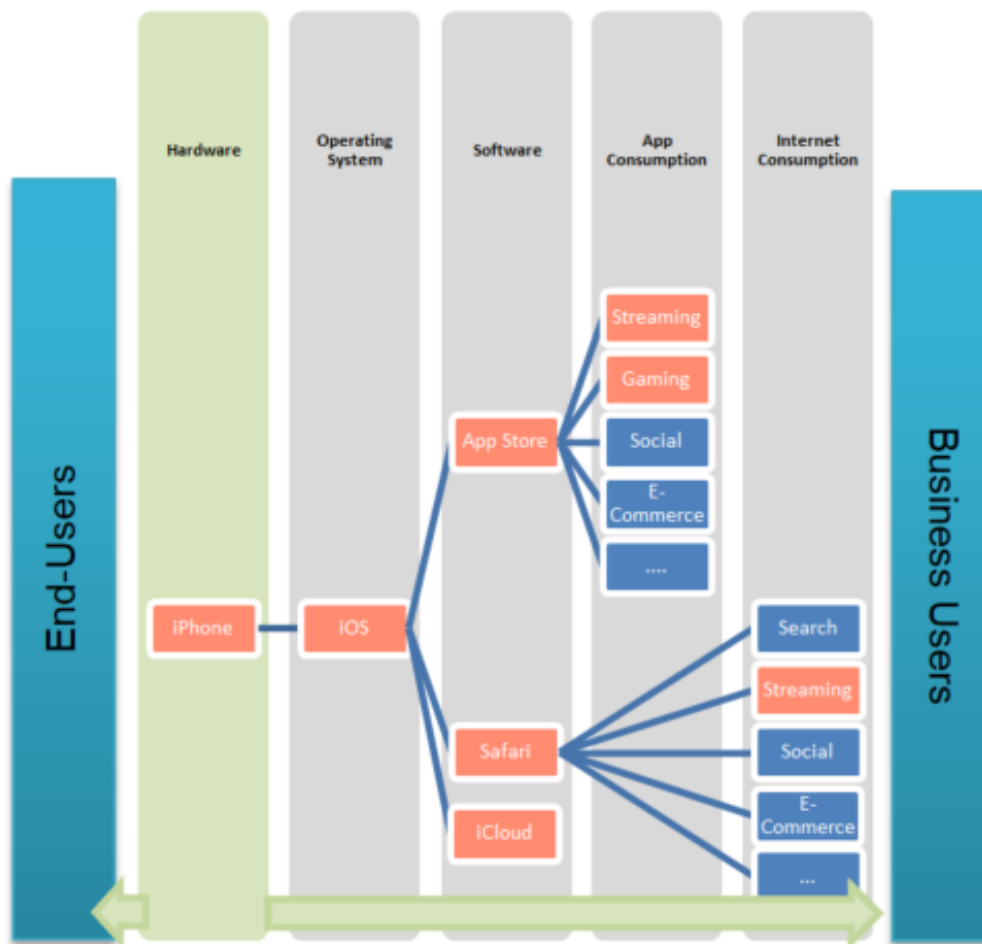 Hardware
Operating
System
Software
App
Consumption
Internet
Consumption
End-Users
Business Users
iPhone
iOS
App Store
Safari
iCloud
Streaming
Gaming
Social
E-
Commerce
....
Search
Streaming
Social
E-
Commerce
...